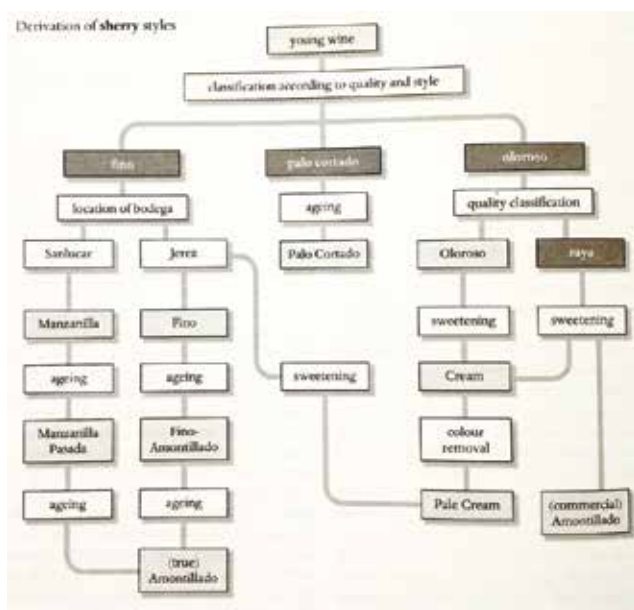 Derivation of sherry styles
young wine
classification according to quality and style
fino
palo cortado
oloroso
location of bodega
ageing
quality classification
Sanlucar
Jerez
Palo Cortado
Oloroso
raya
Manzanilla
Fino
sweetening
sweetening
ageing
ageing
sweetening
Cream
Manzanilla
Pasada
Fino-
Amontillado
colour
removal
ageing
ageing
Pale Cream
(commercial)
Amontillado
(true)
Amontillado